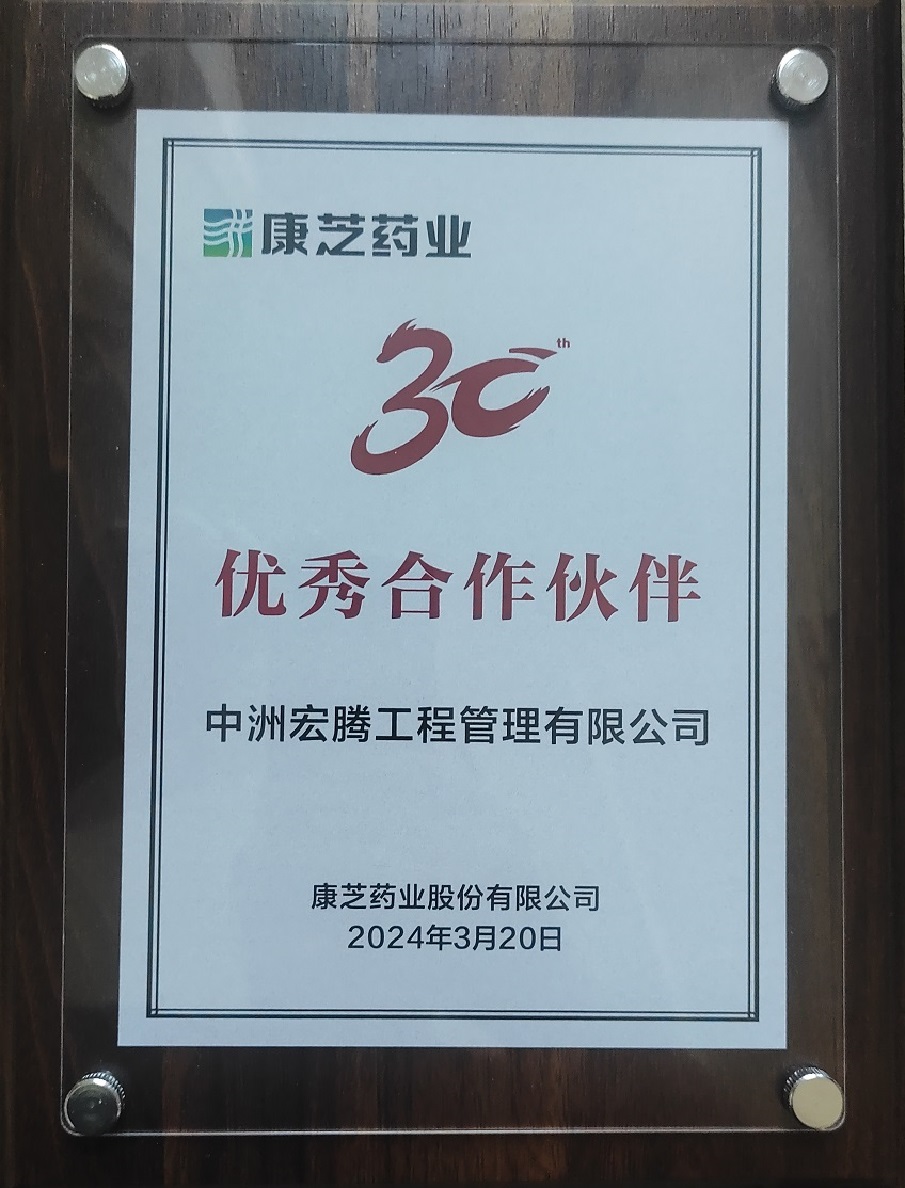 康芝药业
30th
优秀合作伙伴
中洲宏腾工程管理有限公司
康芝药业股份有限公司
2024年3月20日